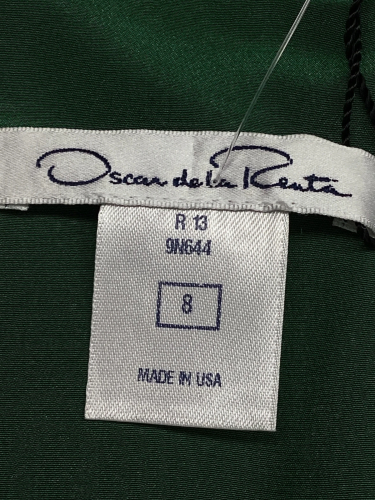 Oscar de la Renta
R 13
9N644
8
MADE IN USA